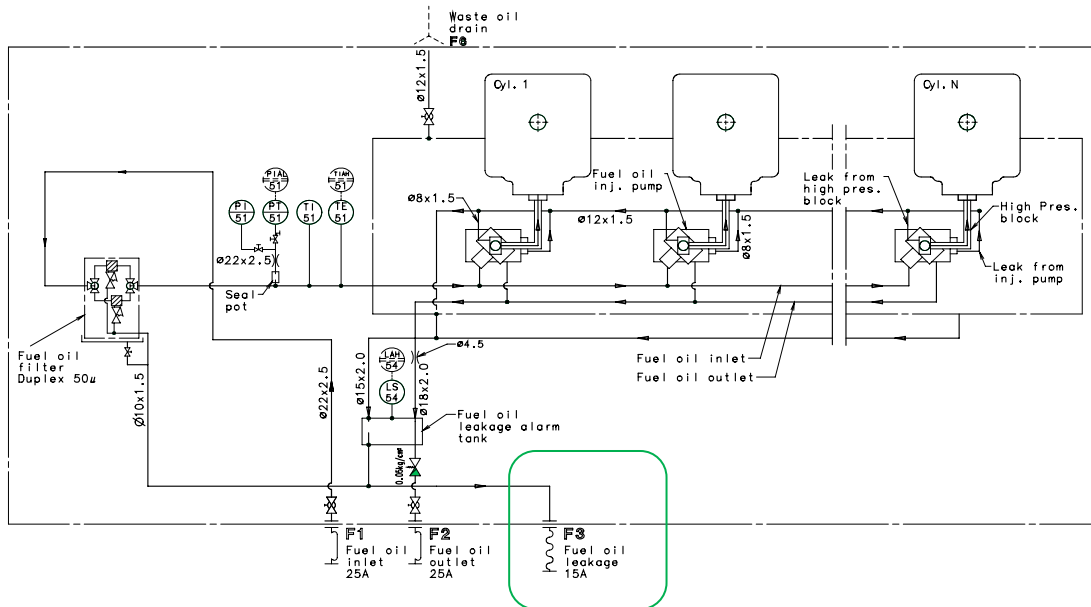 Waste oil
drain
F6
ø12x1.5
Cyl. 1
Cyl. N
PIAL
51
TIAH
51
PI
51
PT
51
TI
51
TE
51
ø22x2.5
Seal
pot
ø8x1.5
Fuel oil
inj. pump
ø12x1.5
ø8x1.5
Leak from
high pres.
block
High Pres.
block
Leak from
inj. pump
Fuel oil
filter
Duplex 50µ
ø10x1.5
ø22x2.5
ø15x2.0
LAH
54
LS
54
ø18x2.0
ø4.5
Fuel oil inlet
Fuel oil outlet
Fuel oil
leakage alarm
tank
0.05kg/cm²
F1
Fuel oil
inlet
25A
F2
Fuel oil
outlet
25A
F3
Fuel oil
leakage
15A